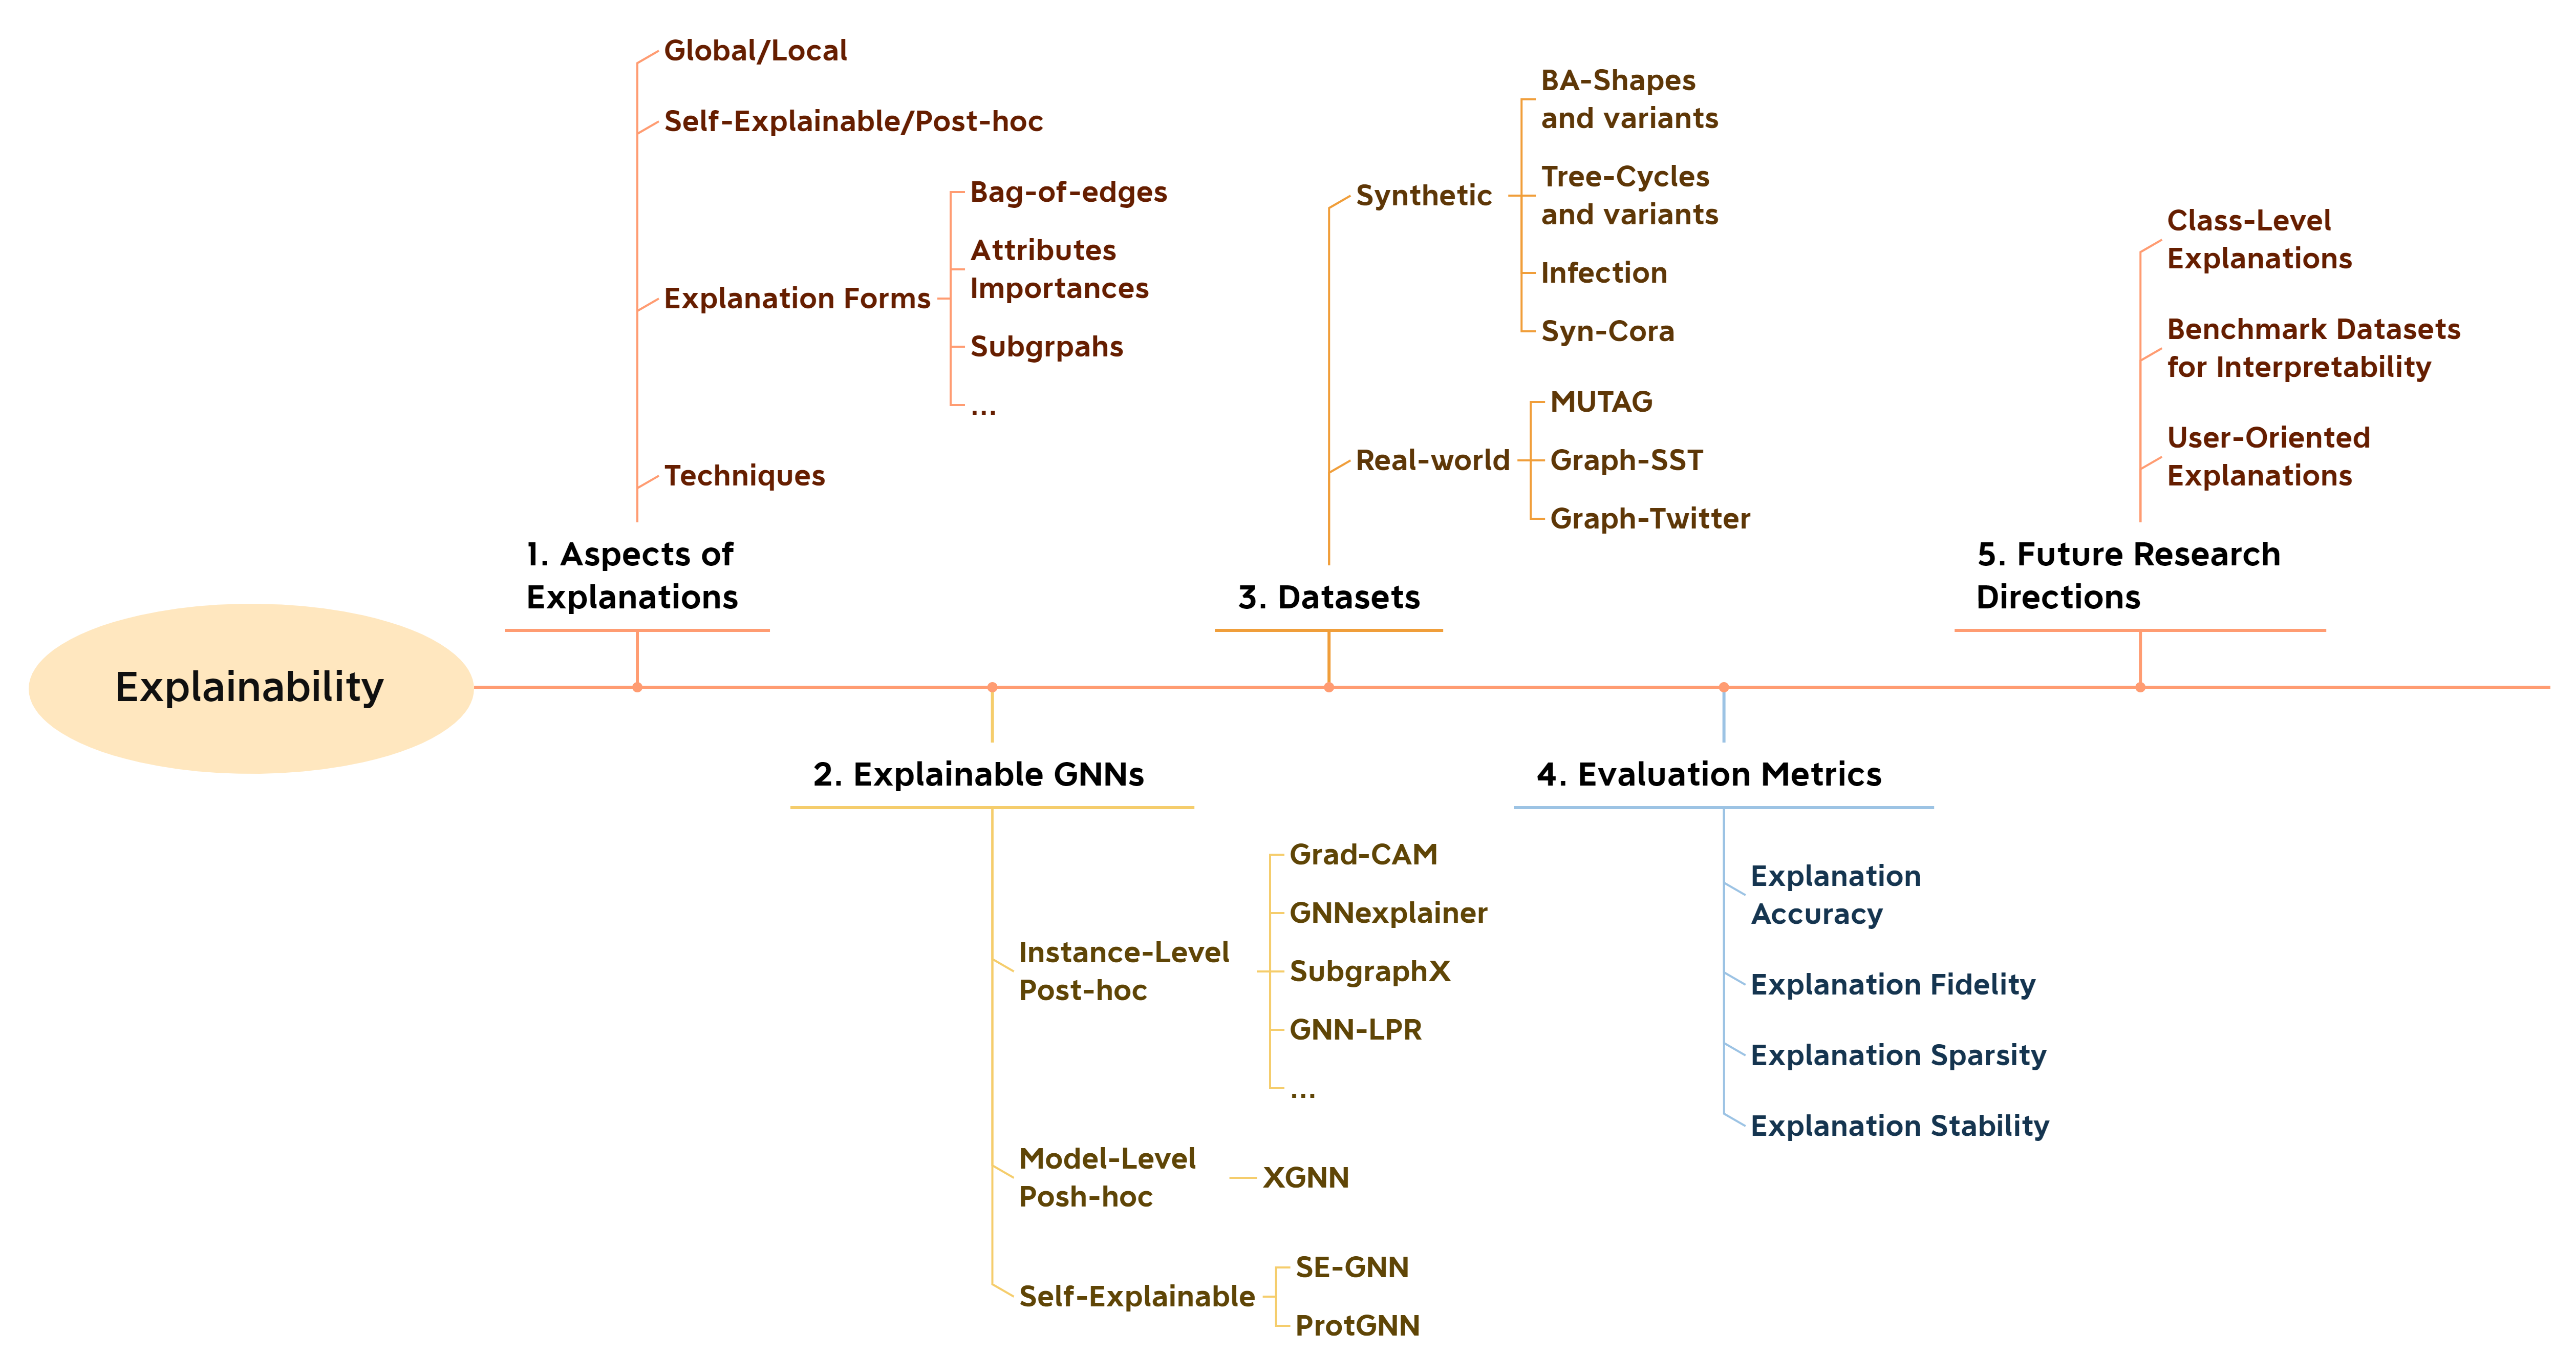 Explainability
1. Aspects of
Explanations
Global/Local
Self-Explainable/Post-hoc
Explanation Forms
Bag-of-edges
Attributes
Importances
Subgrpahs
...
Techniques
2. Explainable GNNs
Instance-Level
Post-hoc
Grad-CAM
GNNexplainer
SubgraphX
GNN-LPR
...
Model-Level
Posh-hoc
XGNN
Self-Explainable
SE-GNN
ProtGNN
3. Datasets
Synthetic
BA-Shapes
and variants
Tree-Cycles
and variants
Infection
Syn-Cora
Real-world
MUTAG
Graph-SST
Graph-Twitter
4. Evaluation Metrics
Explanation
Accuracy
Explanation Fidelity
Explanation Sparsity
Explanation Stability
5. Future Research
Directions
Class-Level
Explanations
Benchmark Datasets
for Interpretability
User-Oriented
Explanations